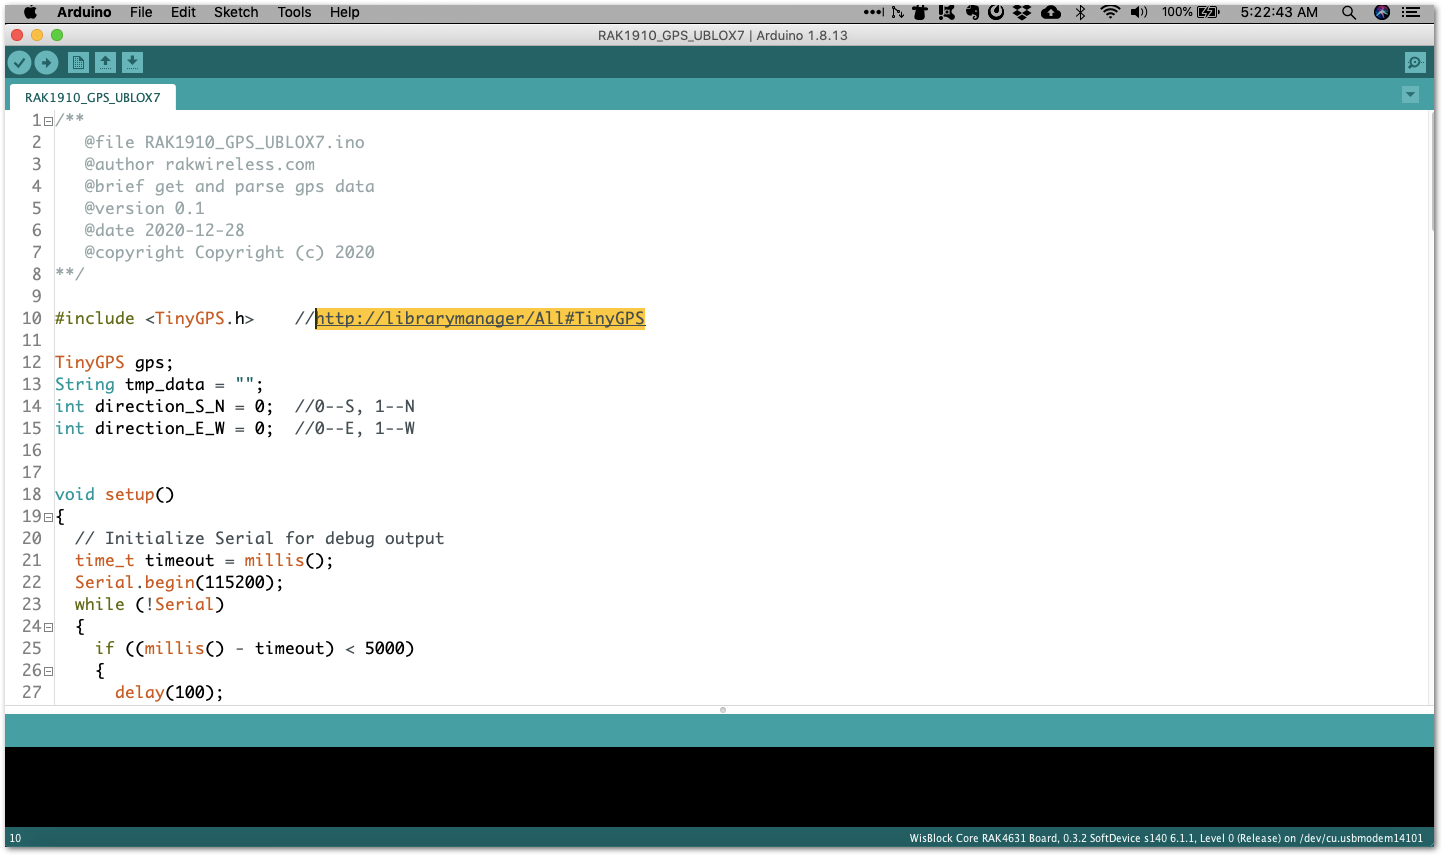 Arduino File Edit Sketch Tools Help 100% 5:22:43 AM
RAK1910_GPS_UBLOX7 | Arduino 1.8.13
RAK1910_GPS_UBLOX7
1 /**
2 @file RAK1910_GPS_UBLOX7.ino
3 @author rakwireless.com
4 @brief get and parse gps data
5 @version 0.1
6 @date 2020-12-28
7 @copyright Copyright (c) 2020
8 **/
9
10 #include <TinyGPS.h> //http://librarymanager/All#TinyGPS
11
12 TinyGPS gps;
13 String tmp_data = "";
14 int direction_S_N = 0; //0--S, 1--N
15 int direction_E_W = 0; //0--E, 1--W
16
17
18 void setup()
19 {
20 // Initialize Serial for debug output
21 time_t timeout = millis();
22 Serial.begin(115200);
23 while (!Serial)
24 {
25 if ((millis() - timeout) < 5000)
26 {
27 delay(100);
10 WisBlock Core RAK4631 Board, 0.3.2 SoftDevice s140 6.1.1, Level 0 (Release) on /dev/cu.usbmodem14101